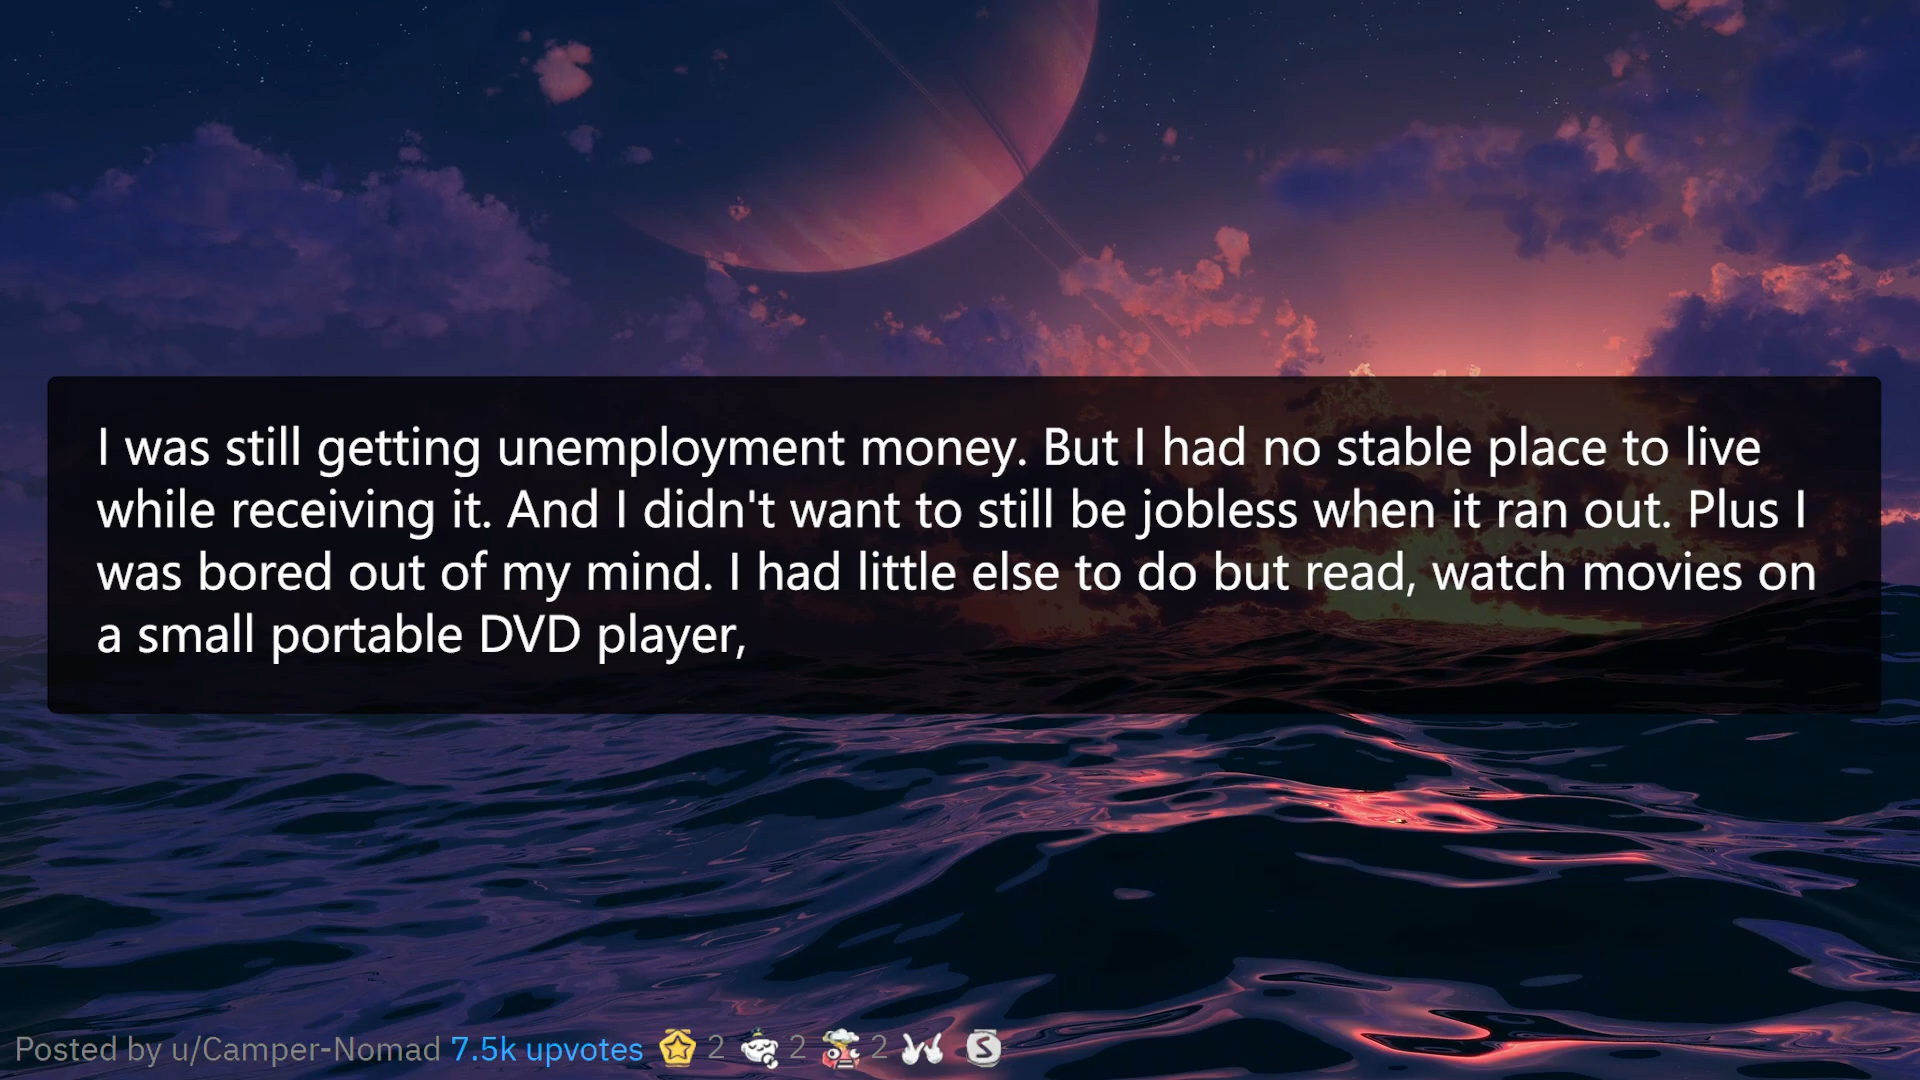 I was still getting unemployment money. But I had no stable place to live
while receiving it. And I didn't want to still be jobless when it ran out. Plus I
was bored out of my mind. I had little else to do but read, watch movies on
a small portable DVD player,
Posted by u/Camper-Nomad 7.5k upvotes 2 2 2 S